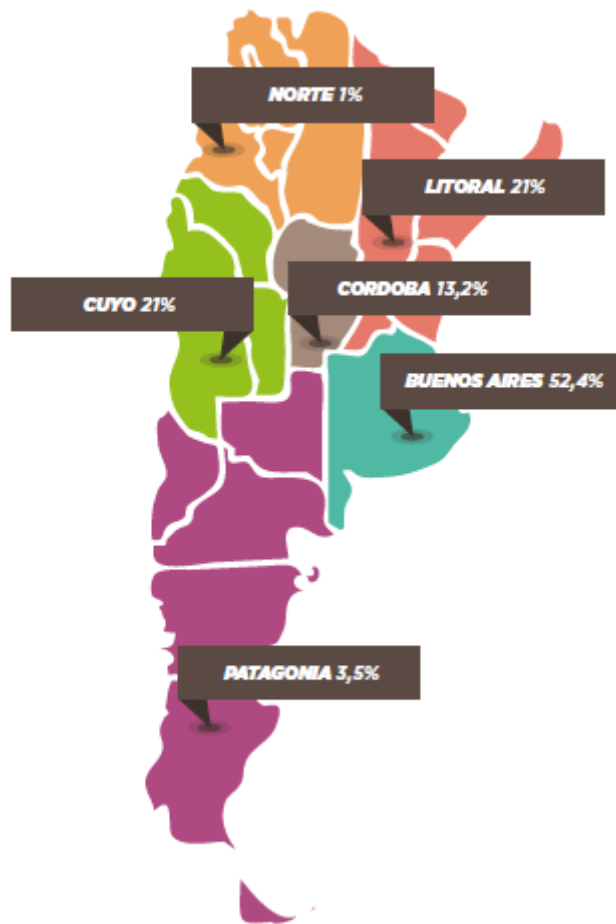 NORTE 1%
LITORAL 21%
CUYO 21%
CORDOBA 13,2%
BUENOS AIRES 52,4%
PATAGONIA 3,5%